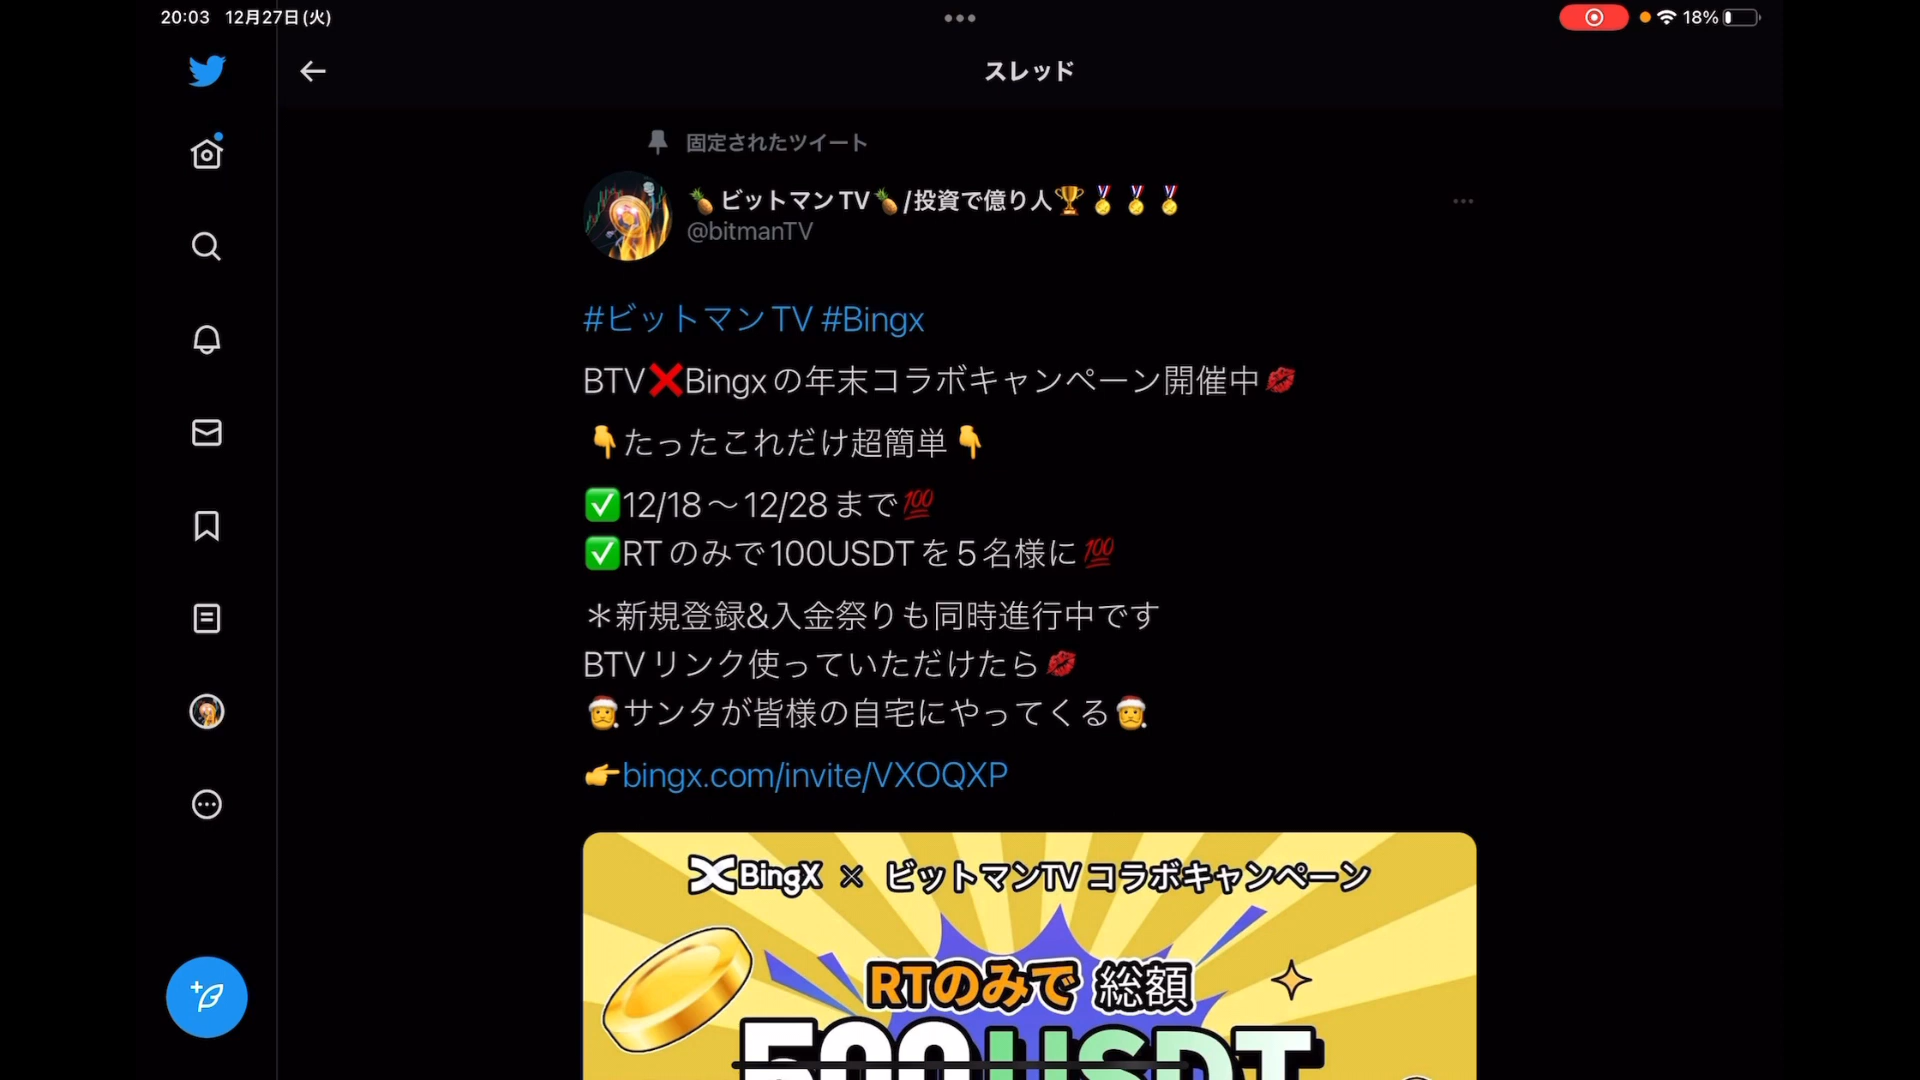 20:03 12月27日(火)
18%
スレッド
固定されたツイート
🍍ビットマンTV🍍/投資で億り人🏆🏅🏅🏅
@bitmanTV
#ビットマンTV #Bingx
BTV❌Bingxの年末コラボキャンペーン開催中💋
👇たったこれだけ超簡単👇
✅12/18〜12/28まで💯
✅RTのみで100USDTを5名様に💯
＊新規登録&入金祭りも同時進行中です
BTVリンク使っていただけたら💋
🎅サンタが皆様の自宅にやってくる🎅
👉bingx.com/invite/VXOQXP
BingX × ビットマンTV コラボキャンペーン
RTのみで 総額
500USDT